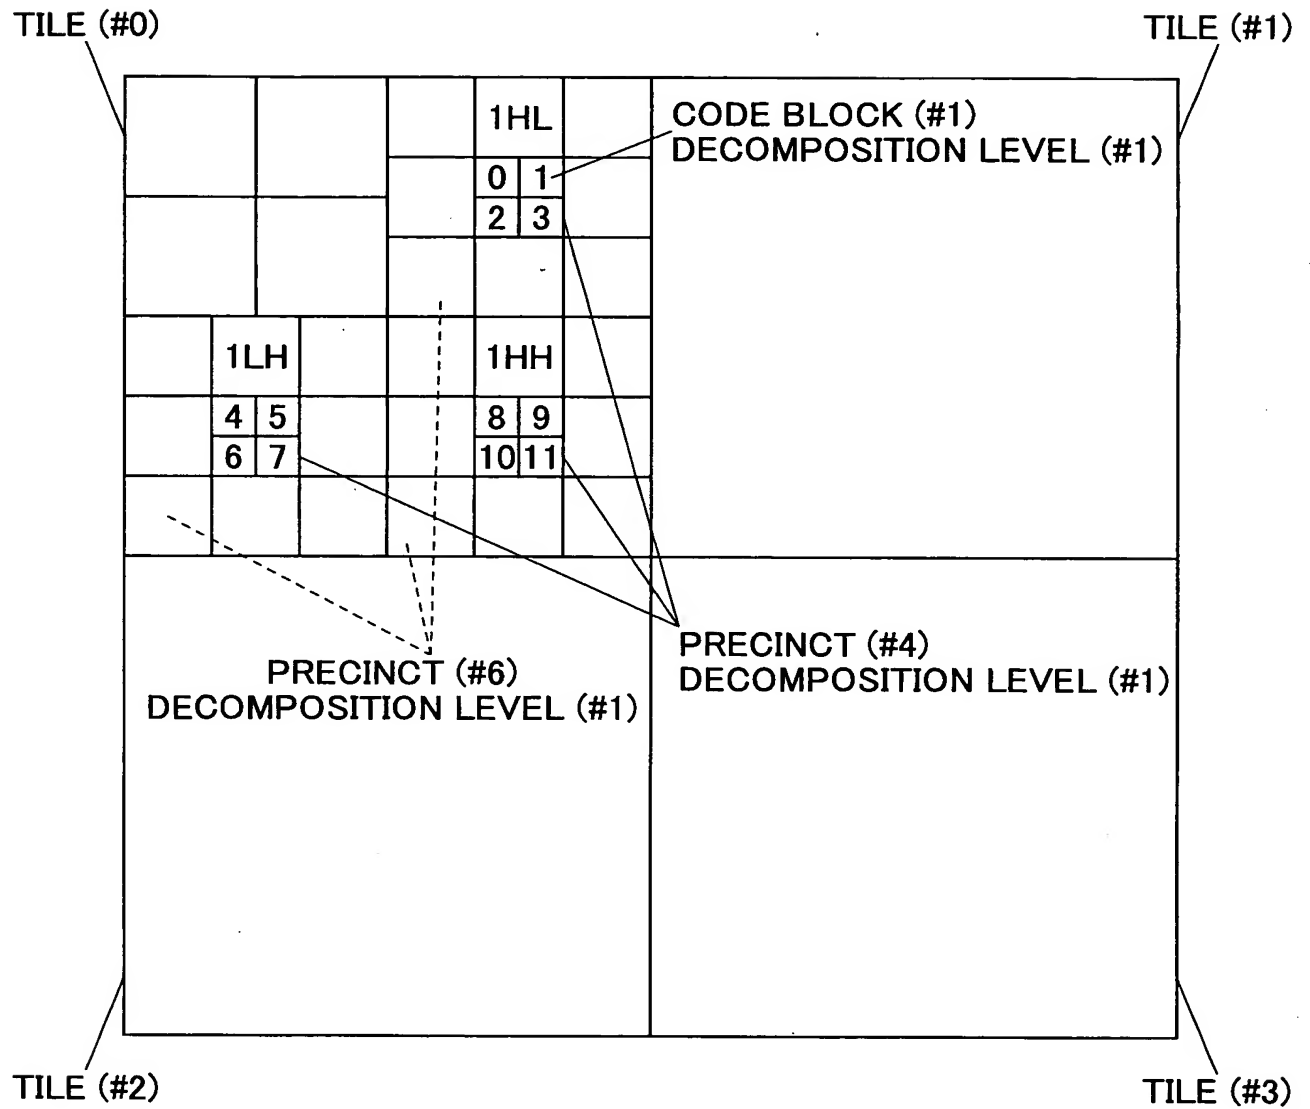 TILE (#0)
TILE (#1)
1HL
CODE BLOCK (#1)
DECOMPOSITION LEVEL (#1)
0 1
2 3
1LH
1HH
4 5
8 9
6 7
10 11
PRECINCT (#4)
DECOMPOSITION LEVEL (#1)
PRECINCT (#6)
DECOMPOSITION LEVEL (#1)
TILE (#2)
TILE (#3)